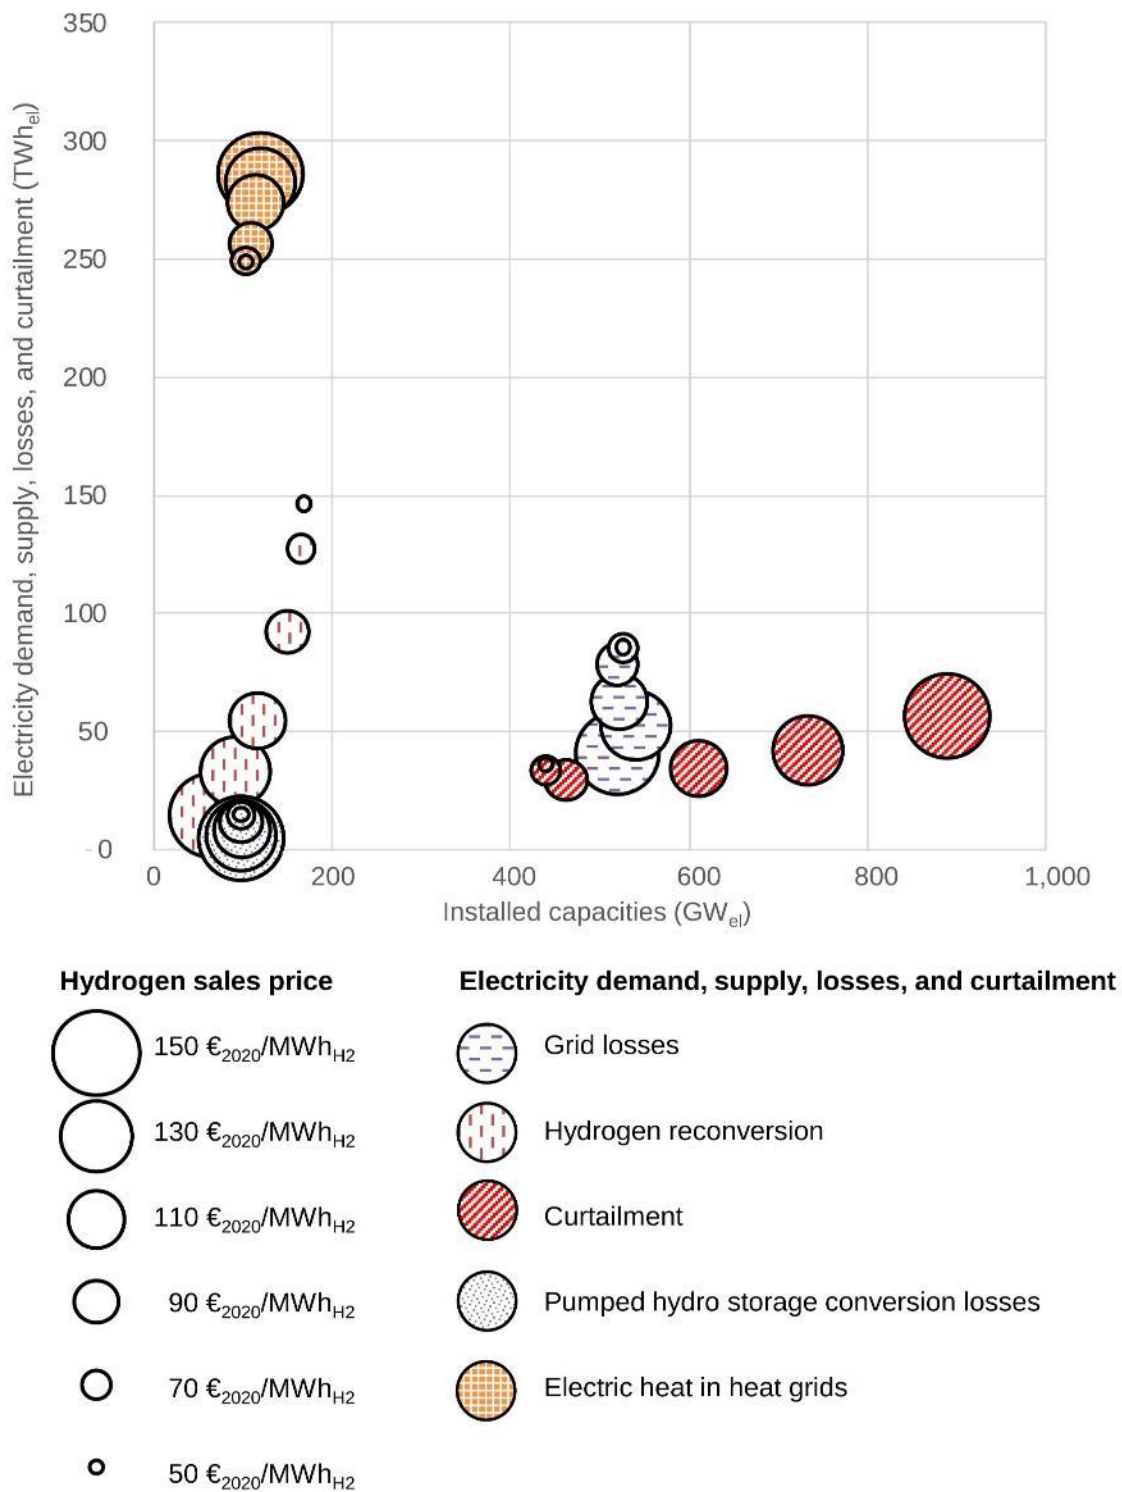 350
300
250
200
150
100
50
- 0
Electricity demand, supply, losses, and curtailment (TWhel)
0 200 400 600 800 1,000
Installed capacities (GWel)
Hydrogen sales price
150 €2020/MWhH2
130 €2020/MWhH2
110 €2020/MWhH2
90 €2020/MWhH2
70 €2020/MWhH2
50 €2020/MWhH2
Electricity demand, supply, losses, and curtailment
Grid losses
Hydrogen reconversion
Curtailment
Pumped hydro storage conversion losses
Electric heat in heat grids